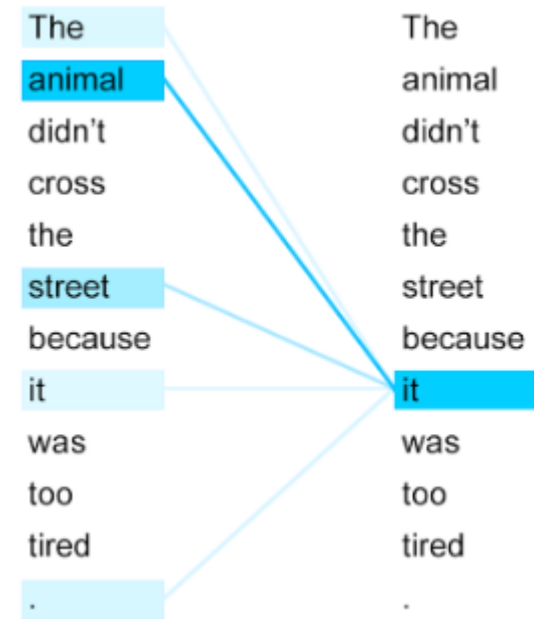 The
animal
didn't
cross
the
street
because
it
was
too
tired
.
The
animal
didn't
cross
the
street
because
it
was
too
tired
.